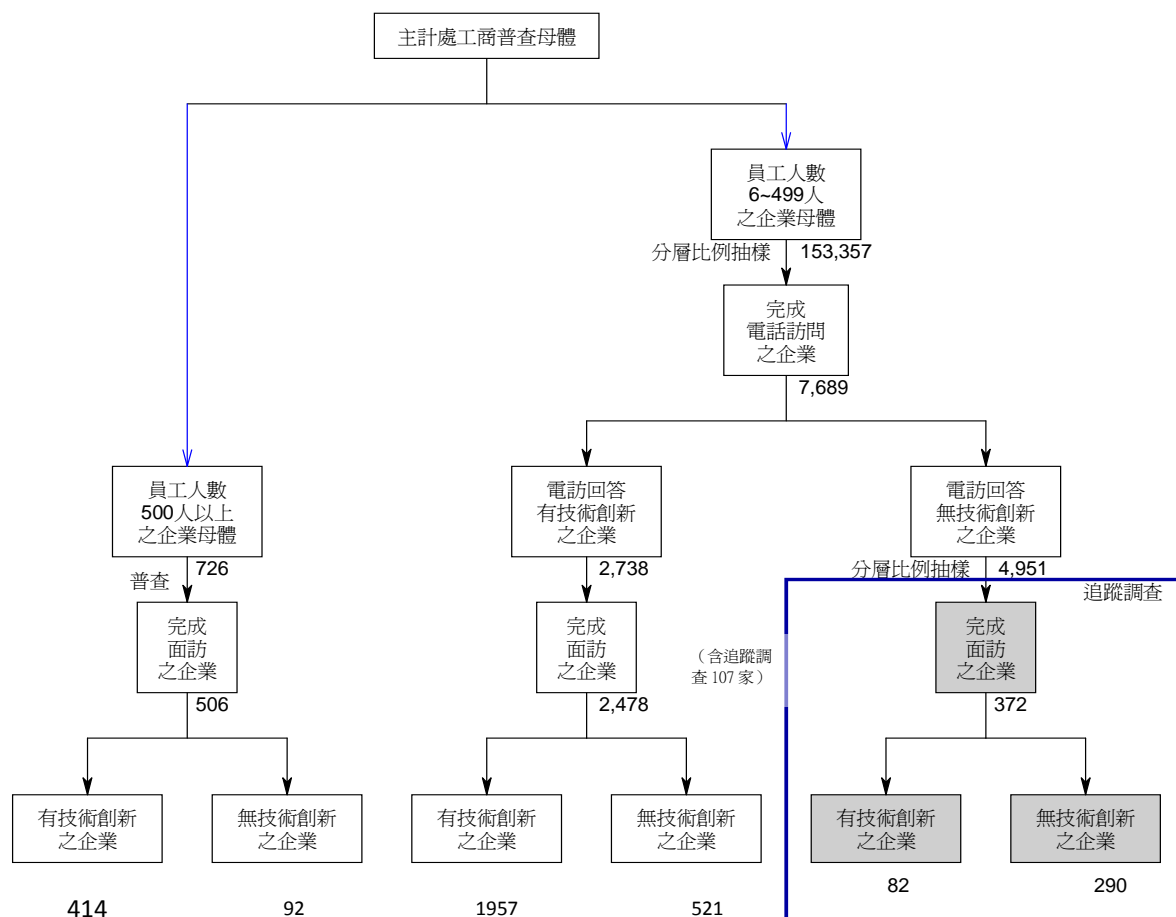 主計處工商普查母體
員工人數
6~499人
之企業母體
分層比例抽樣
153,357
完成
電話訪問
之企業
7,689
員工人數
500人以上
之企業母體
電訪回答
有技術創新
之企業
電訪回答
無技術創新
之企業
普查
726
2,738
分層比例抽樣
4,951
追蹤調查
完成
面訪
之企業
完成
面訪
之企業
（含追蹤調
查107家）
完成
面訪
之企業
506
2,478
372
有技術創新
之企業
無技術創新
之企業
有技術創新
之企業
無技術創新
之企業
有技術創新
之企業
無技術創新
之企業
414
92
1957
521
82
290